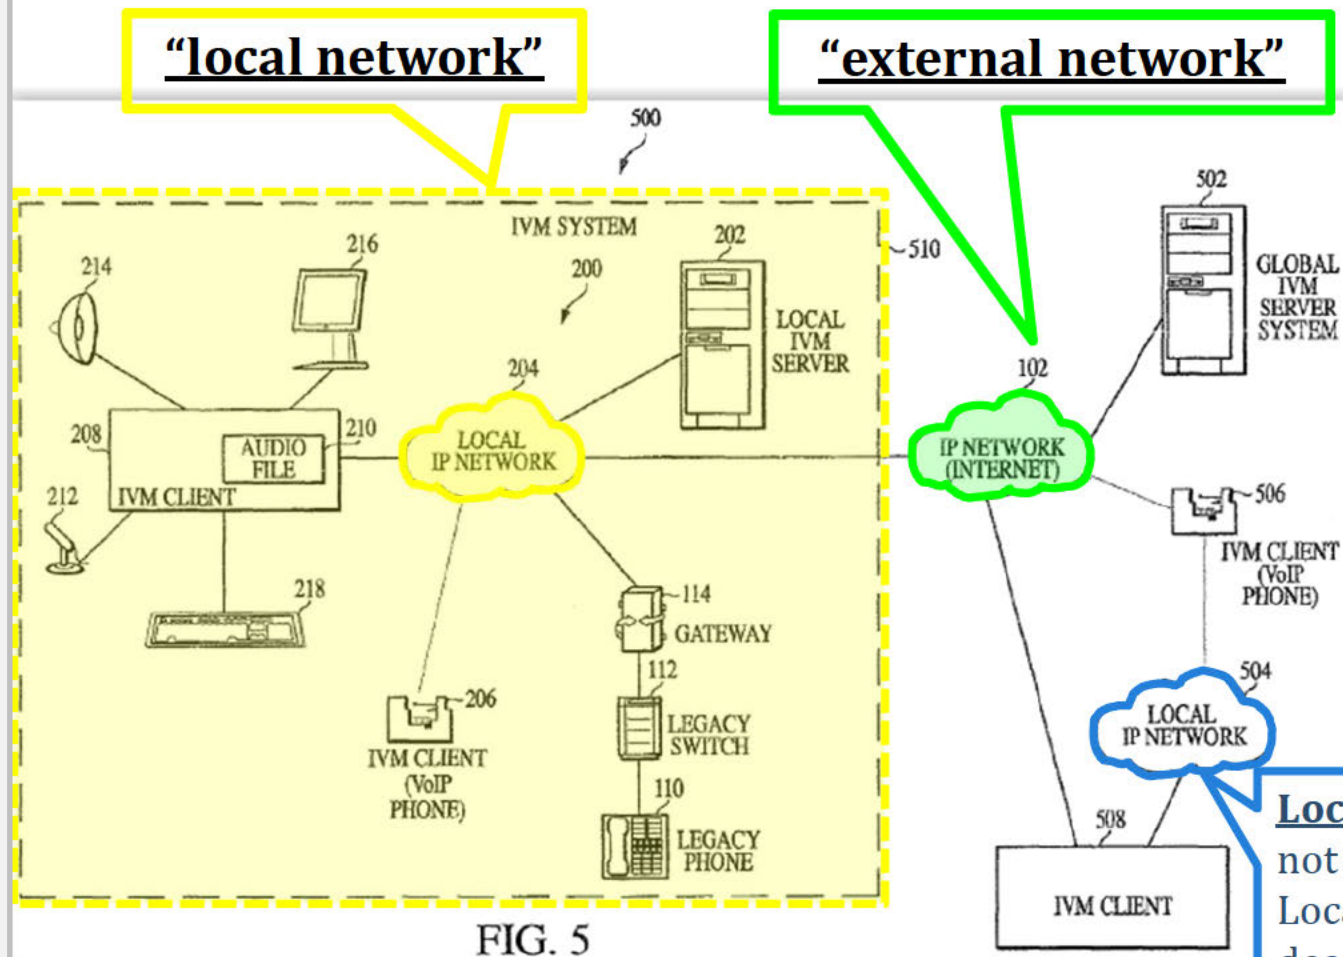 “local network”
“external network”
500
502
IVM SYSTEM
202
510
216
214
200
GLOBAL
IVM
SERVER
SYSTEM
LOCAL
IVM
SERVER
204
102
208
210
AUDIO
FILE
LOCAL
IP NETWORK
IP NETWORK
(INTERNET)
IVM CLIENT
212
506
IVM CLIENT
(VoIP
PHONE)
218
114
GATEWAY
112
504
206
LEGACY
SWITCH
LOCAL
IP NETWORK
IVM CLIENT
(VoIP
PHONE)
110
LEGACY
PHONE
508
IVM CLIENT
not
FIG. 5